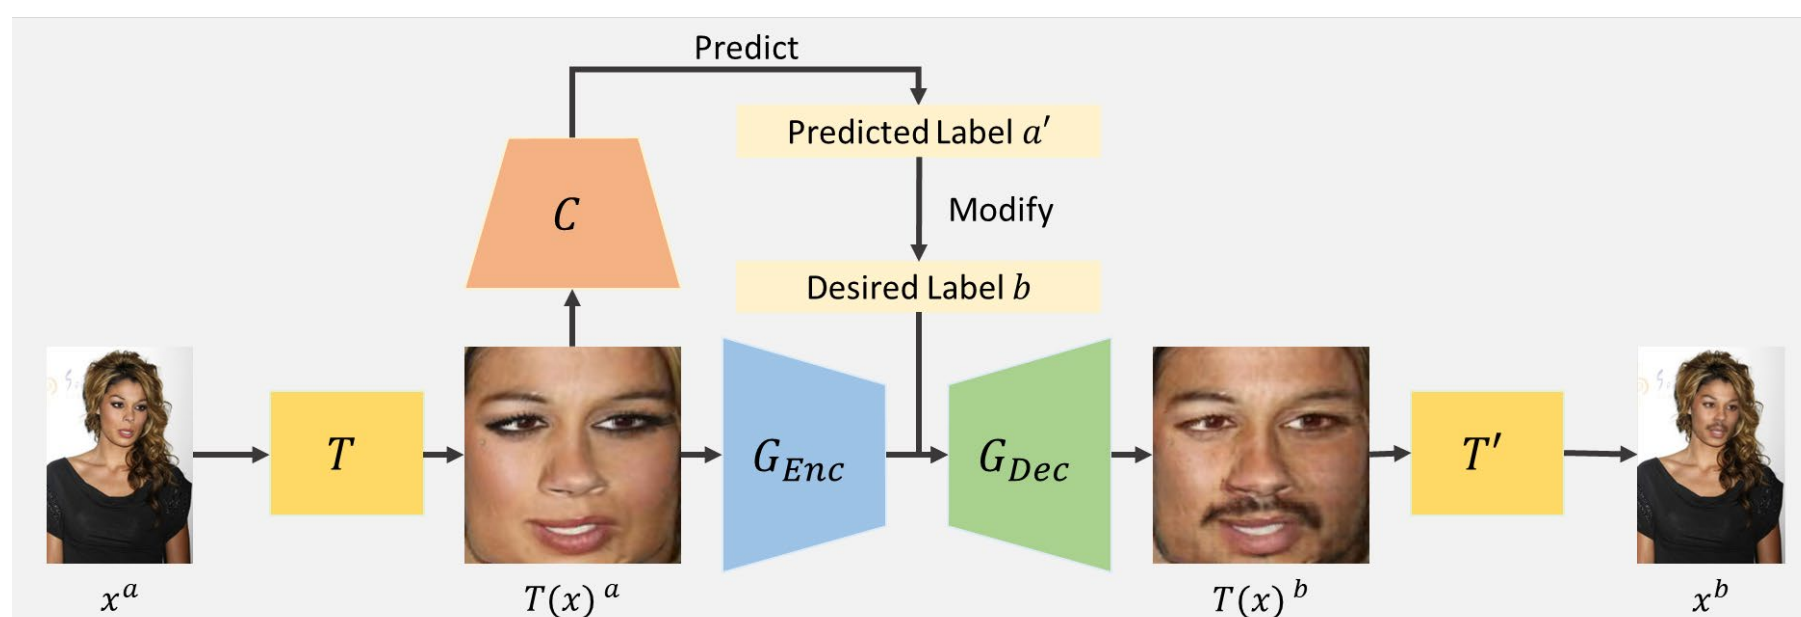 Predict
Predicted Label a′
C
Modify
Desired Label b
T
G_Enc
G_Dec
T′
x^a
T(x)^a
T(x)^b
x^b